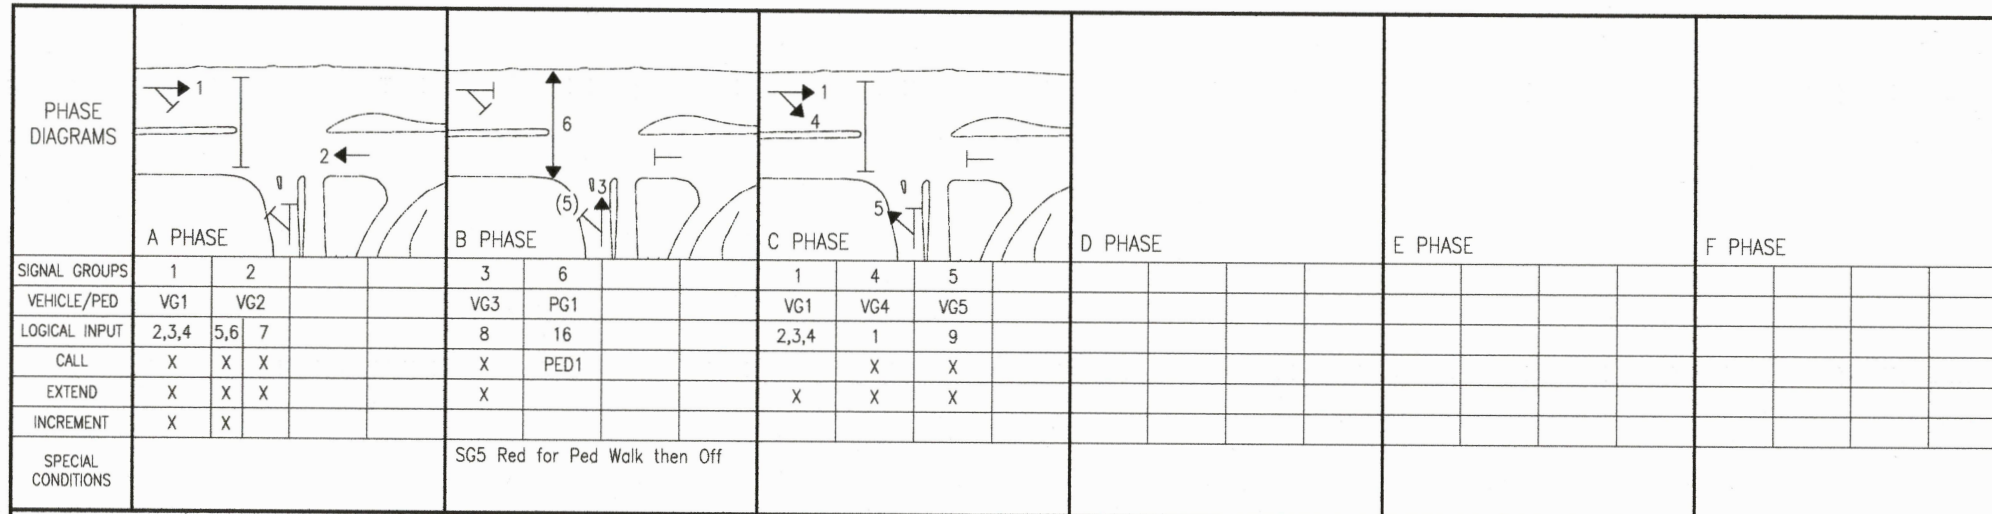 PHASE
DIAGRAMS
1
2
A PHASE
6
3
(5)
B PHASE
1
4
5
C PHASE
D PHASE
E PHASE
F PHASE
SIGNAL GROUPS 1 2 3 6 1 4 5
VEHICLE/PED VG1 VG2 VG3 PG1 VG1 VG4 VG5
LOGICAL INPUT 2,3,4 5,6 7 8 16 2,3,4 1 9
CALL X X X X PED1 X X
EXTEND X X X X X X X
INCREMENT X X
SPECIAL
CONDITIONS
SG5 Red for Ped Walk then Off